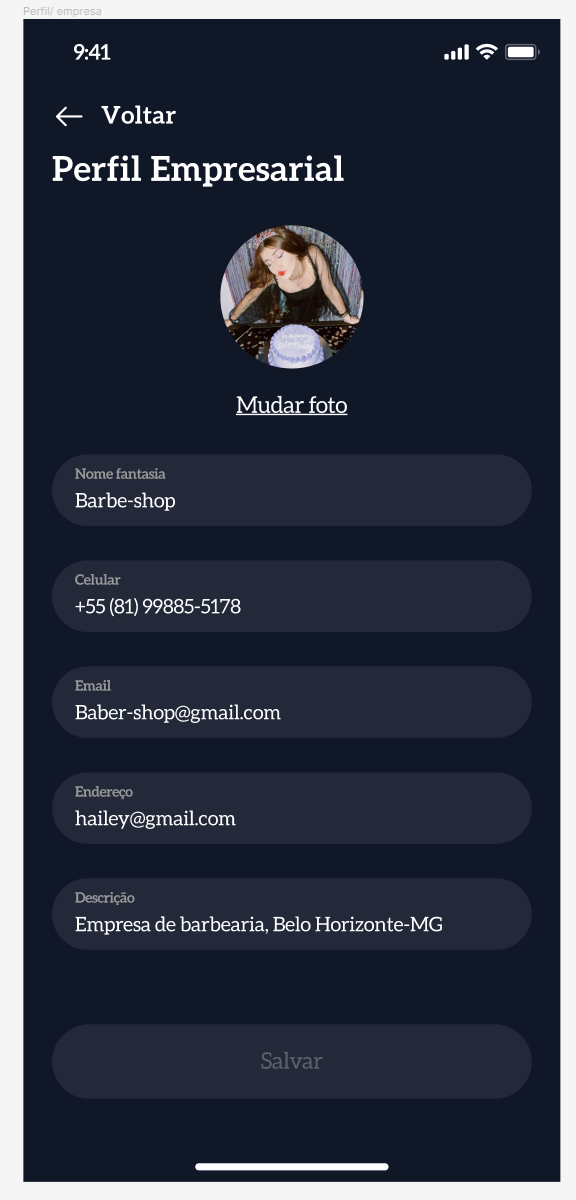 Perfil/ empresa
9:41
Voltar
Perfil Empresarial
Mudar foto
Nome fantasia
Barbe-shop
Celular
+55 (81) 99885-5178
Email
Baber-shop@gmail.com
Endereço
hailey@gmail.com
Descrição
Empresa de barbearia, Belo Horizonte-MG
Salvar